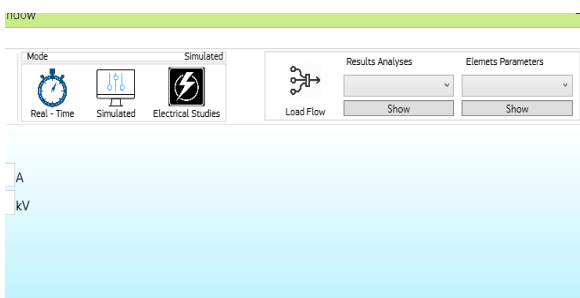 ndow
Mode Simulated
Real - Time Simulated Electrical Studies
Load Flow
Results Analyses Elemets Parameters
Show Show
A
kV